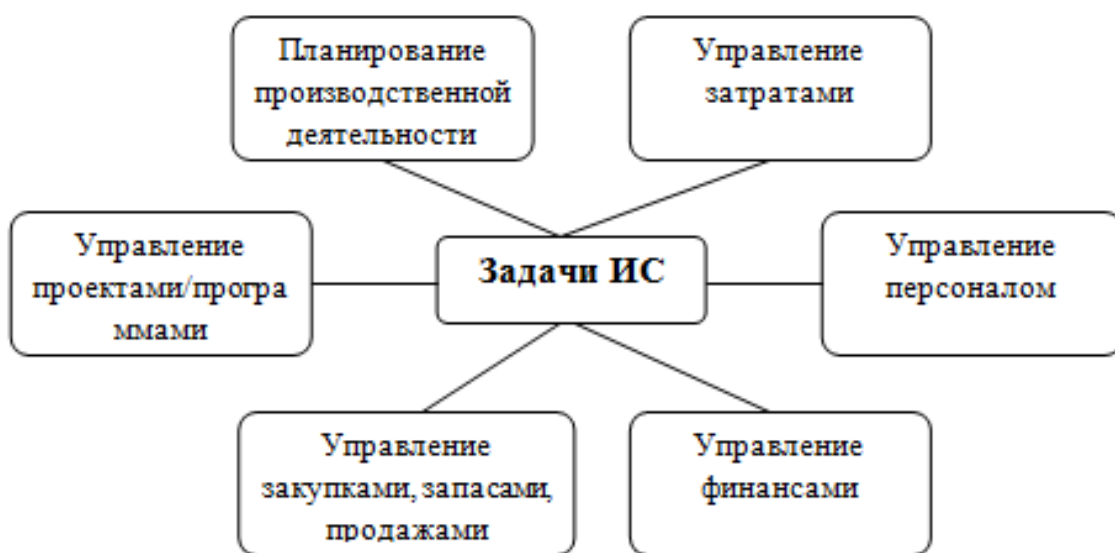 Планирование
производственной
деятельности
Управление
затратами
Управление
проектами/програ
ммами
Задачи ИС
Управление
персоналом
Управление
закупками, запасами,
продажами
Управление
финансами